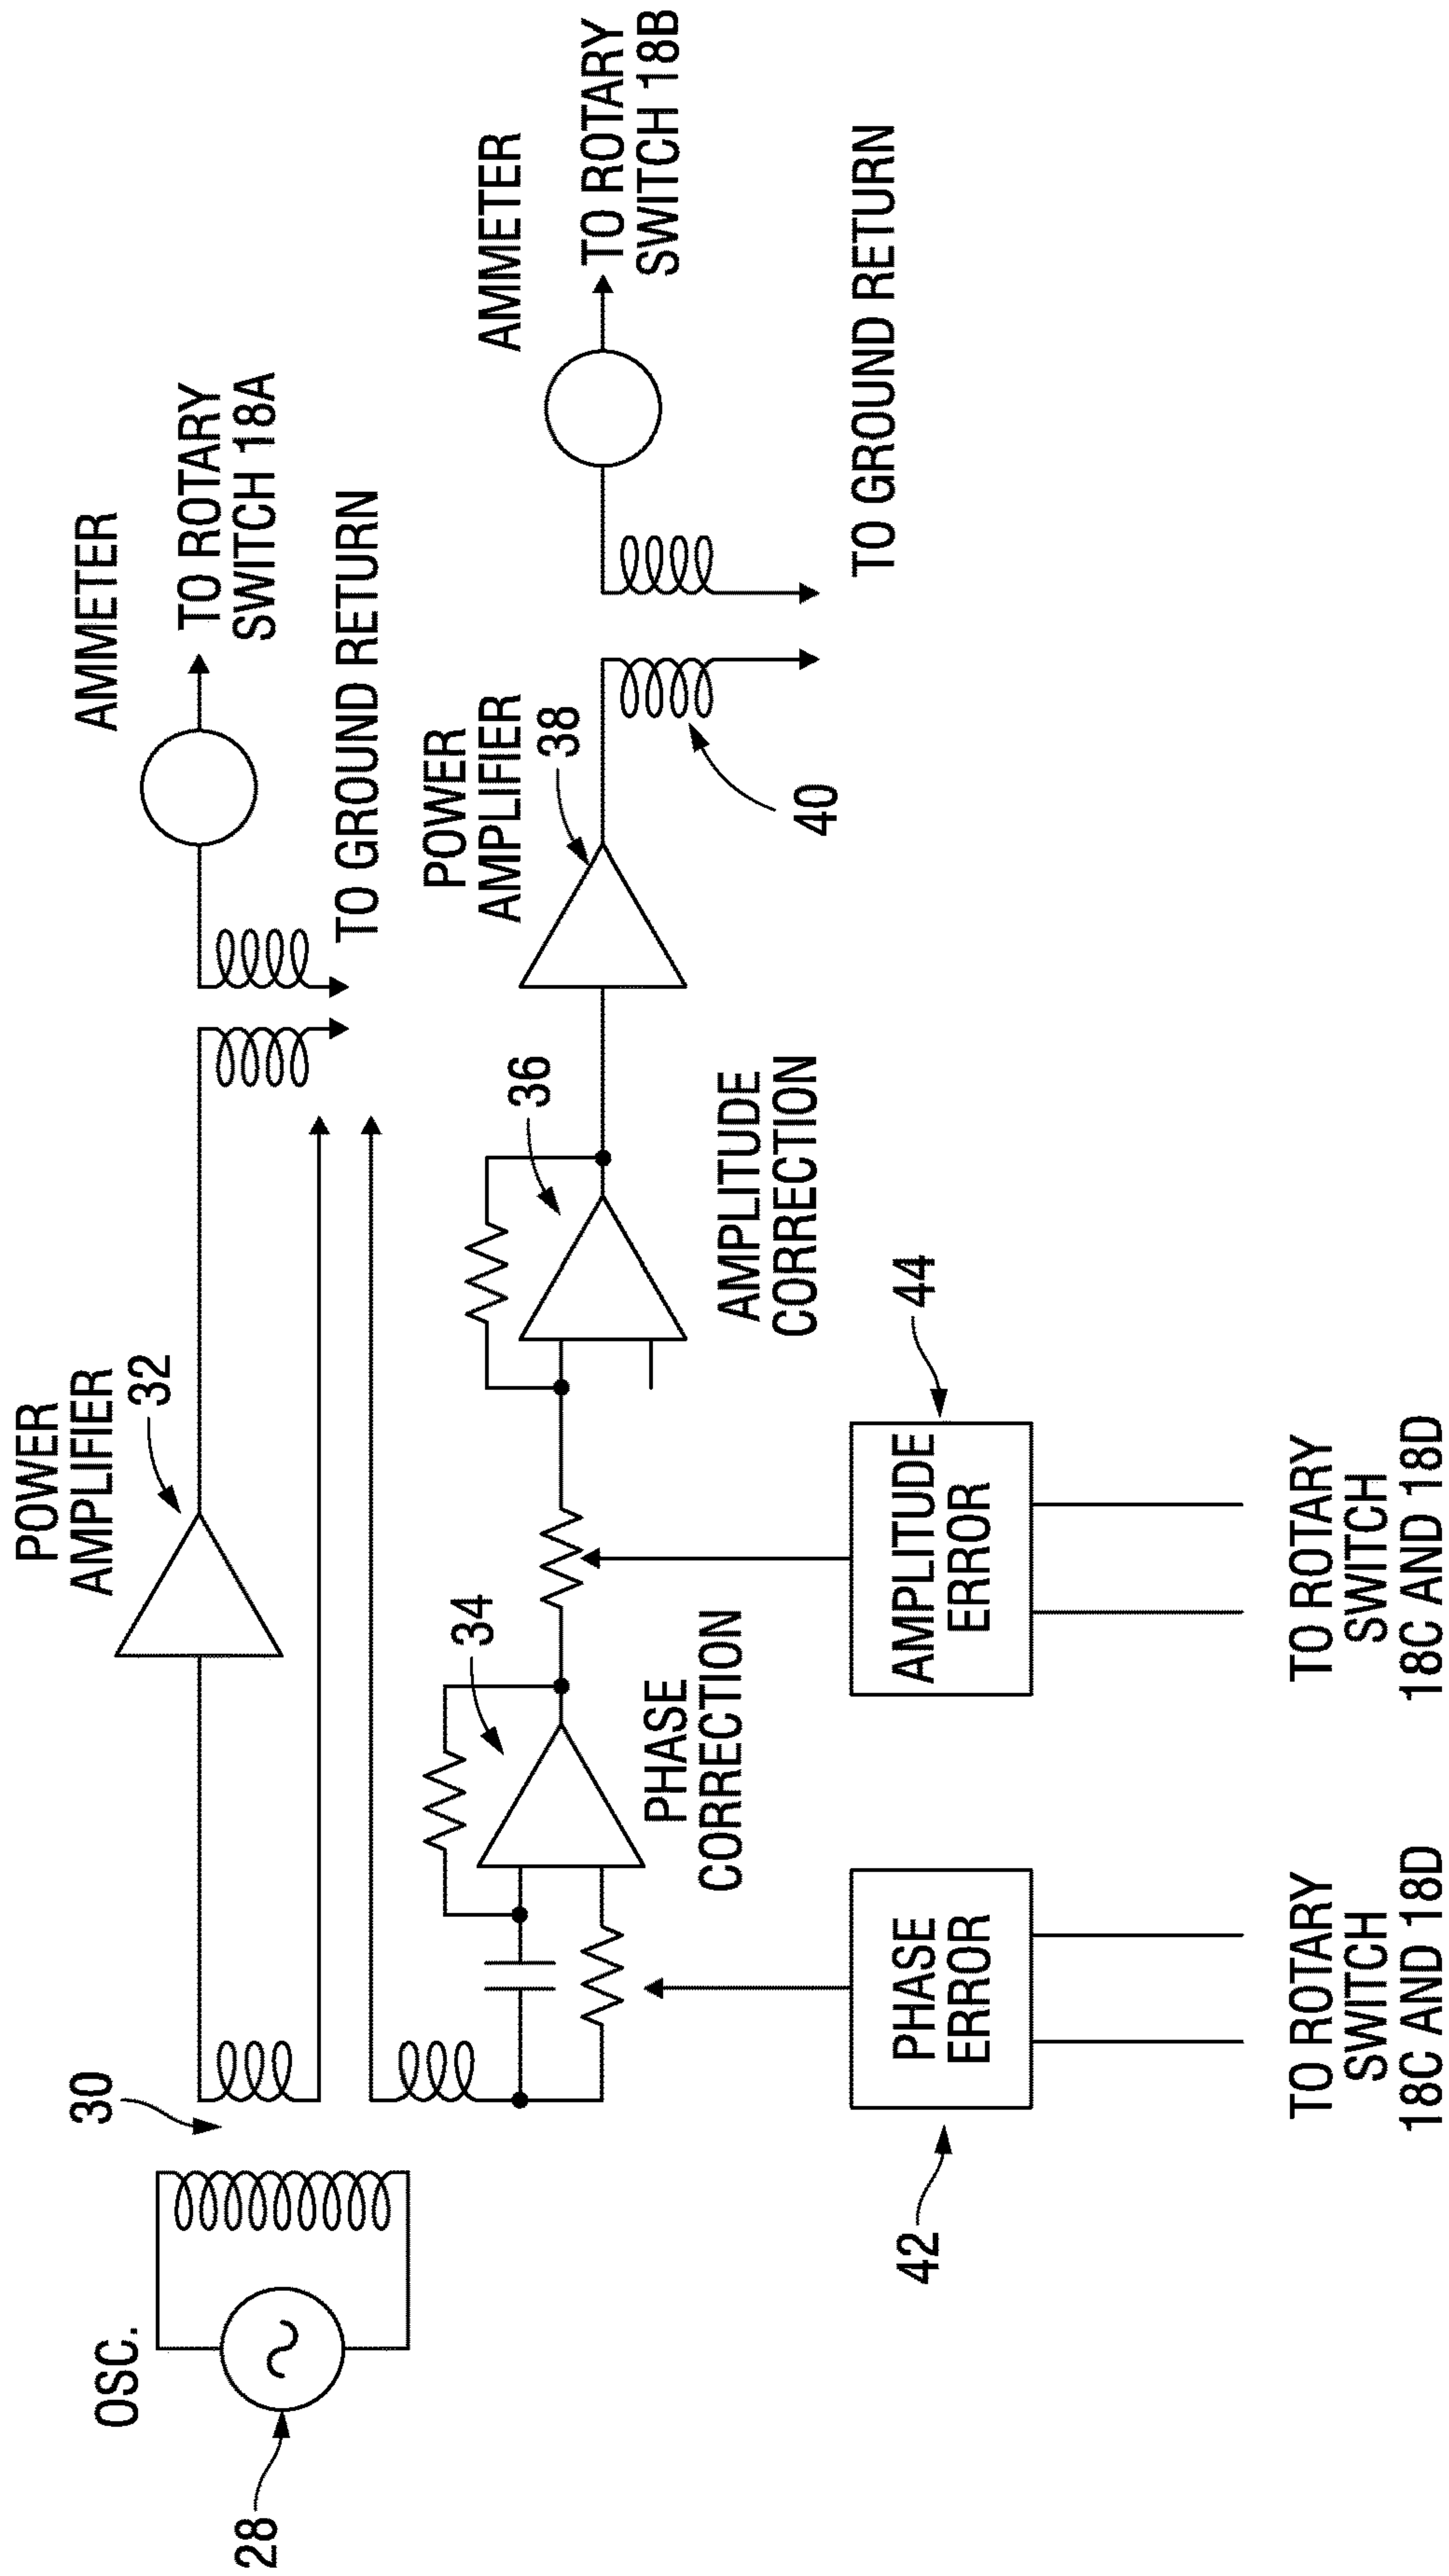 OSC.
28
30
POWER
AMPLIFIER
32
AMMETER
TO ROTARY
SWITCH 18A
TO GROUND RETURN
34
PHASE
CORRECTION
36
AMPLITUDE
CORRECTION
POWER
AMPLIFIER
38
40
AMMETER
TO ROTARY
SWITCH 18B
TO GROUND RETURN
42
PHASE
ERROR
AMPLITUDE
ERROR
44
TO ROTARY
SWITCH
18C AND 18D
TO ROTARY
SWITCH
18C AND 18D